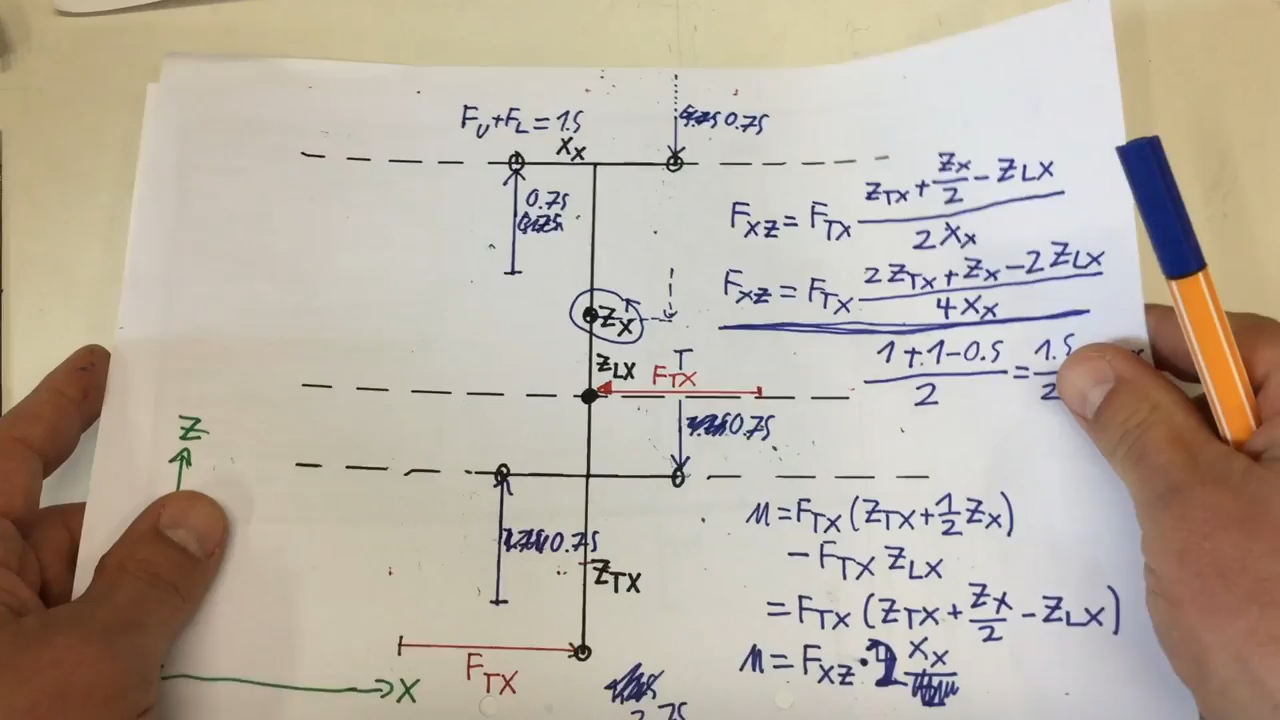 F_U+F_L=1.5
X_X
0.75
0.75
Z_X
Z_LX
F_TX
0.75
0.75
Z_TX
F_TX
Z
X
F_XZ = F_TX (Z_TX + Z_X/2 - Z_LX)/(2X_X)
F_XZ = F_TX (2Z_TX + Z_X - 2Z_LX)/(4X_X)
(1+1-0.5)/2 = 1.5/2
M = F_TX (Z_TX + 1/2 Z_X)
- F_TX Z_LX
= F_TX (Z_TX + Z_X/2 - Z_LX)
M = F_XZ · 2 X_X